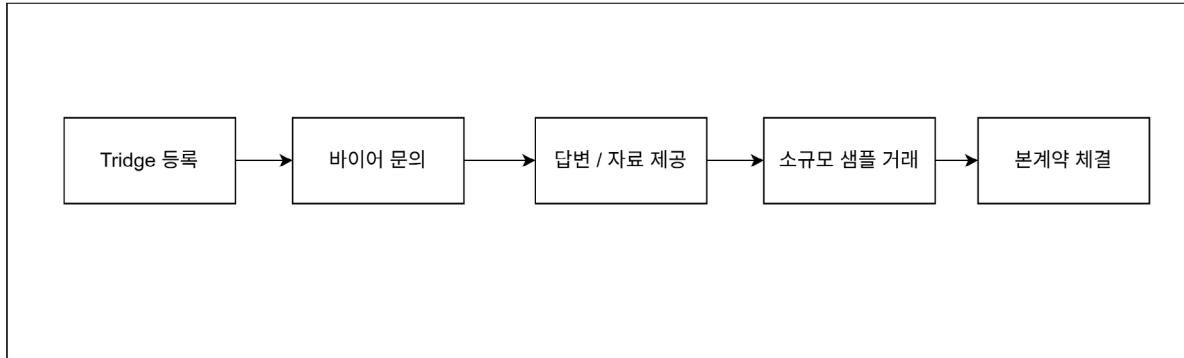 Tridge 등록
바이어 문의
답변 / 자료 제공
소규모 샘플 거래
본계약 체결